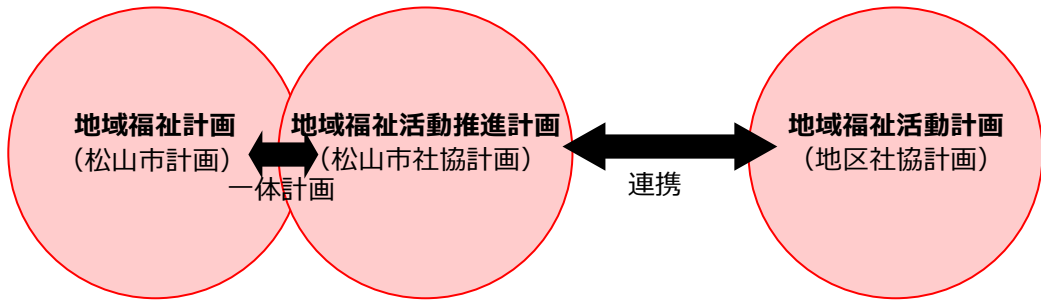 地域福祉計画
（松山市計画）
一体計画
地域福祉活動推進計画
（松山市社協計画）
連携
地域福祉活動計画
（地区社協計画）